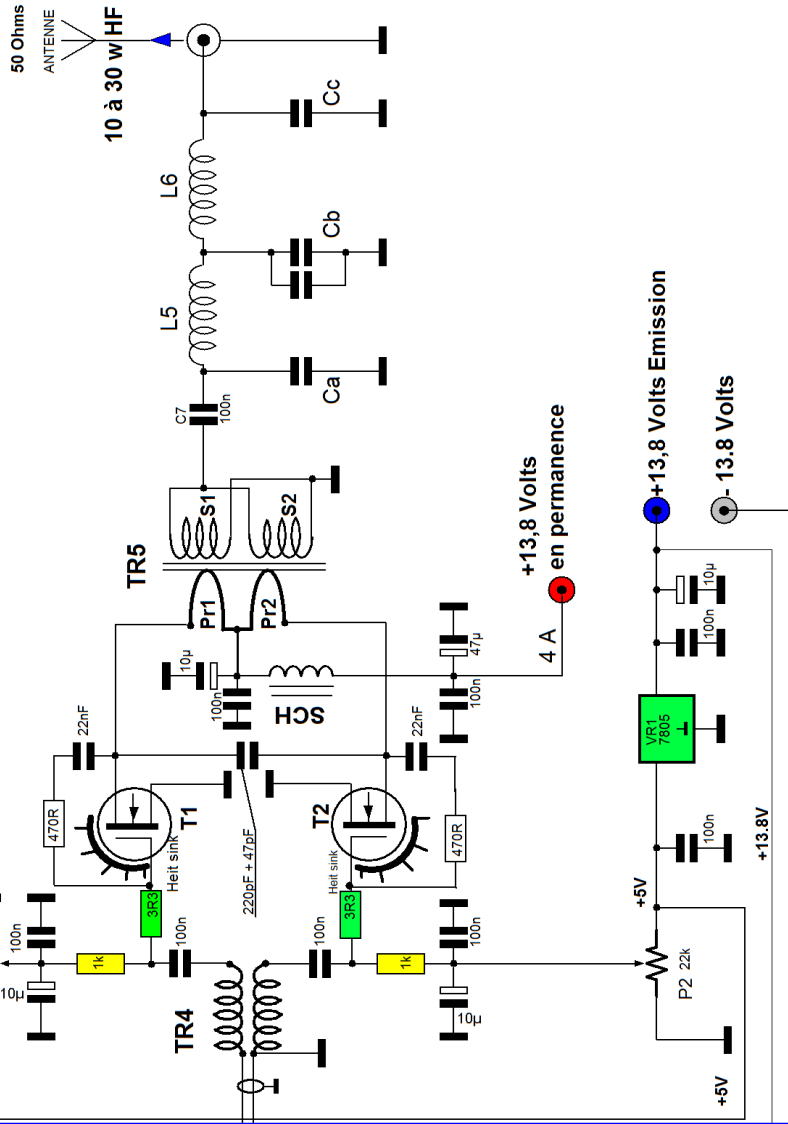 50 Ohms
ANTENNE
10 à 30 w HF
Cc
L6
Cb
L5
Ca
C7
100n
TR5
S1
S2
Pr1
Pr2
+13,8 Volts
en permanence
4 A
+13,8 Volts Emission
- 13.8 Volts
10µ
100n
SCH
47µ
100n
10µ
100n
22nF
22nF
VR1
7805
470R
T1
Heit sink
220pF + 47pF
T2
Heit sink
470R
100n
+13.8V
+5V
3R3
3R3
100n
100n
1k
1k
100n
10µ
100n
10µ
TR4
P2 22k
+5V